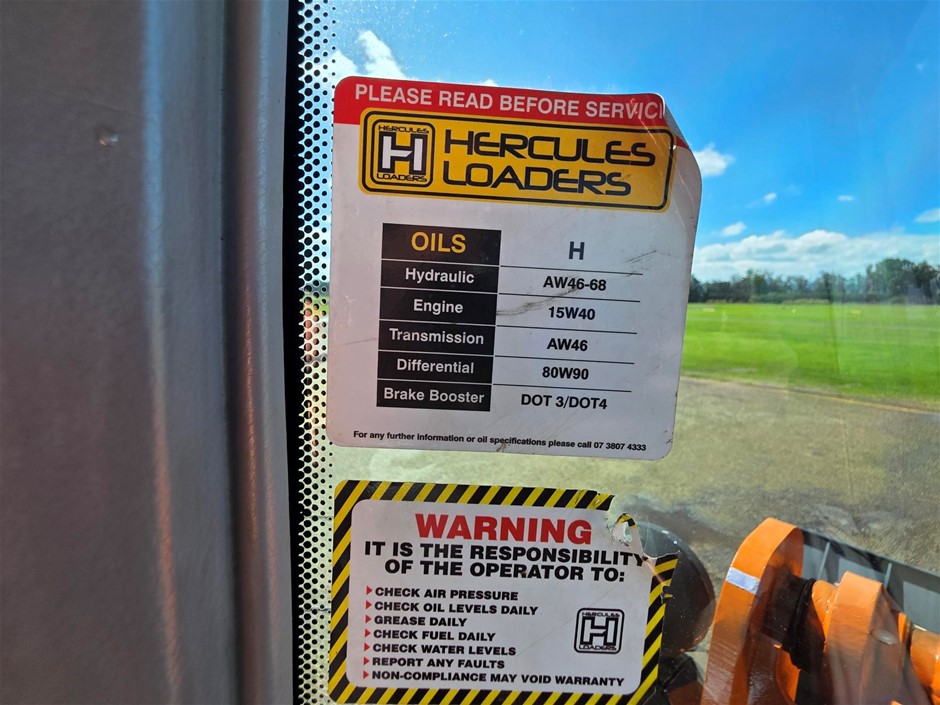 PLEASE READ BEFORE SERVICI
HERCULES
H
LOADERS
HERCULES
LOADERS
OILS H
Hydraulic AW46-68
Engine 15W40
Transmission AW46
Differential 80W90
Brake Booster DOT 3/DOT4
For any further information or oil specifications please call 07 3807 4333
WARNING
IT IS THE RESPONSIBILITY
OF THE OPERATOR TO:
CHECK AIR PRESSURE
CHECK OIL LEVELS DAILY
GREASE DAILY
CHECK FUEL DAILY
CHECK WATER LEVELS
REPORT ANY FAULTS
NON-COMPLIANCE MAY VOID WARRANTY
HERCULES
H
LOADERS